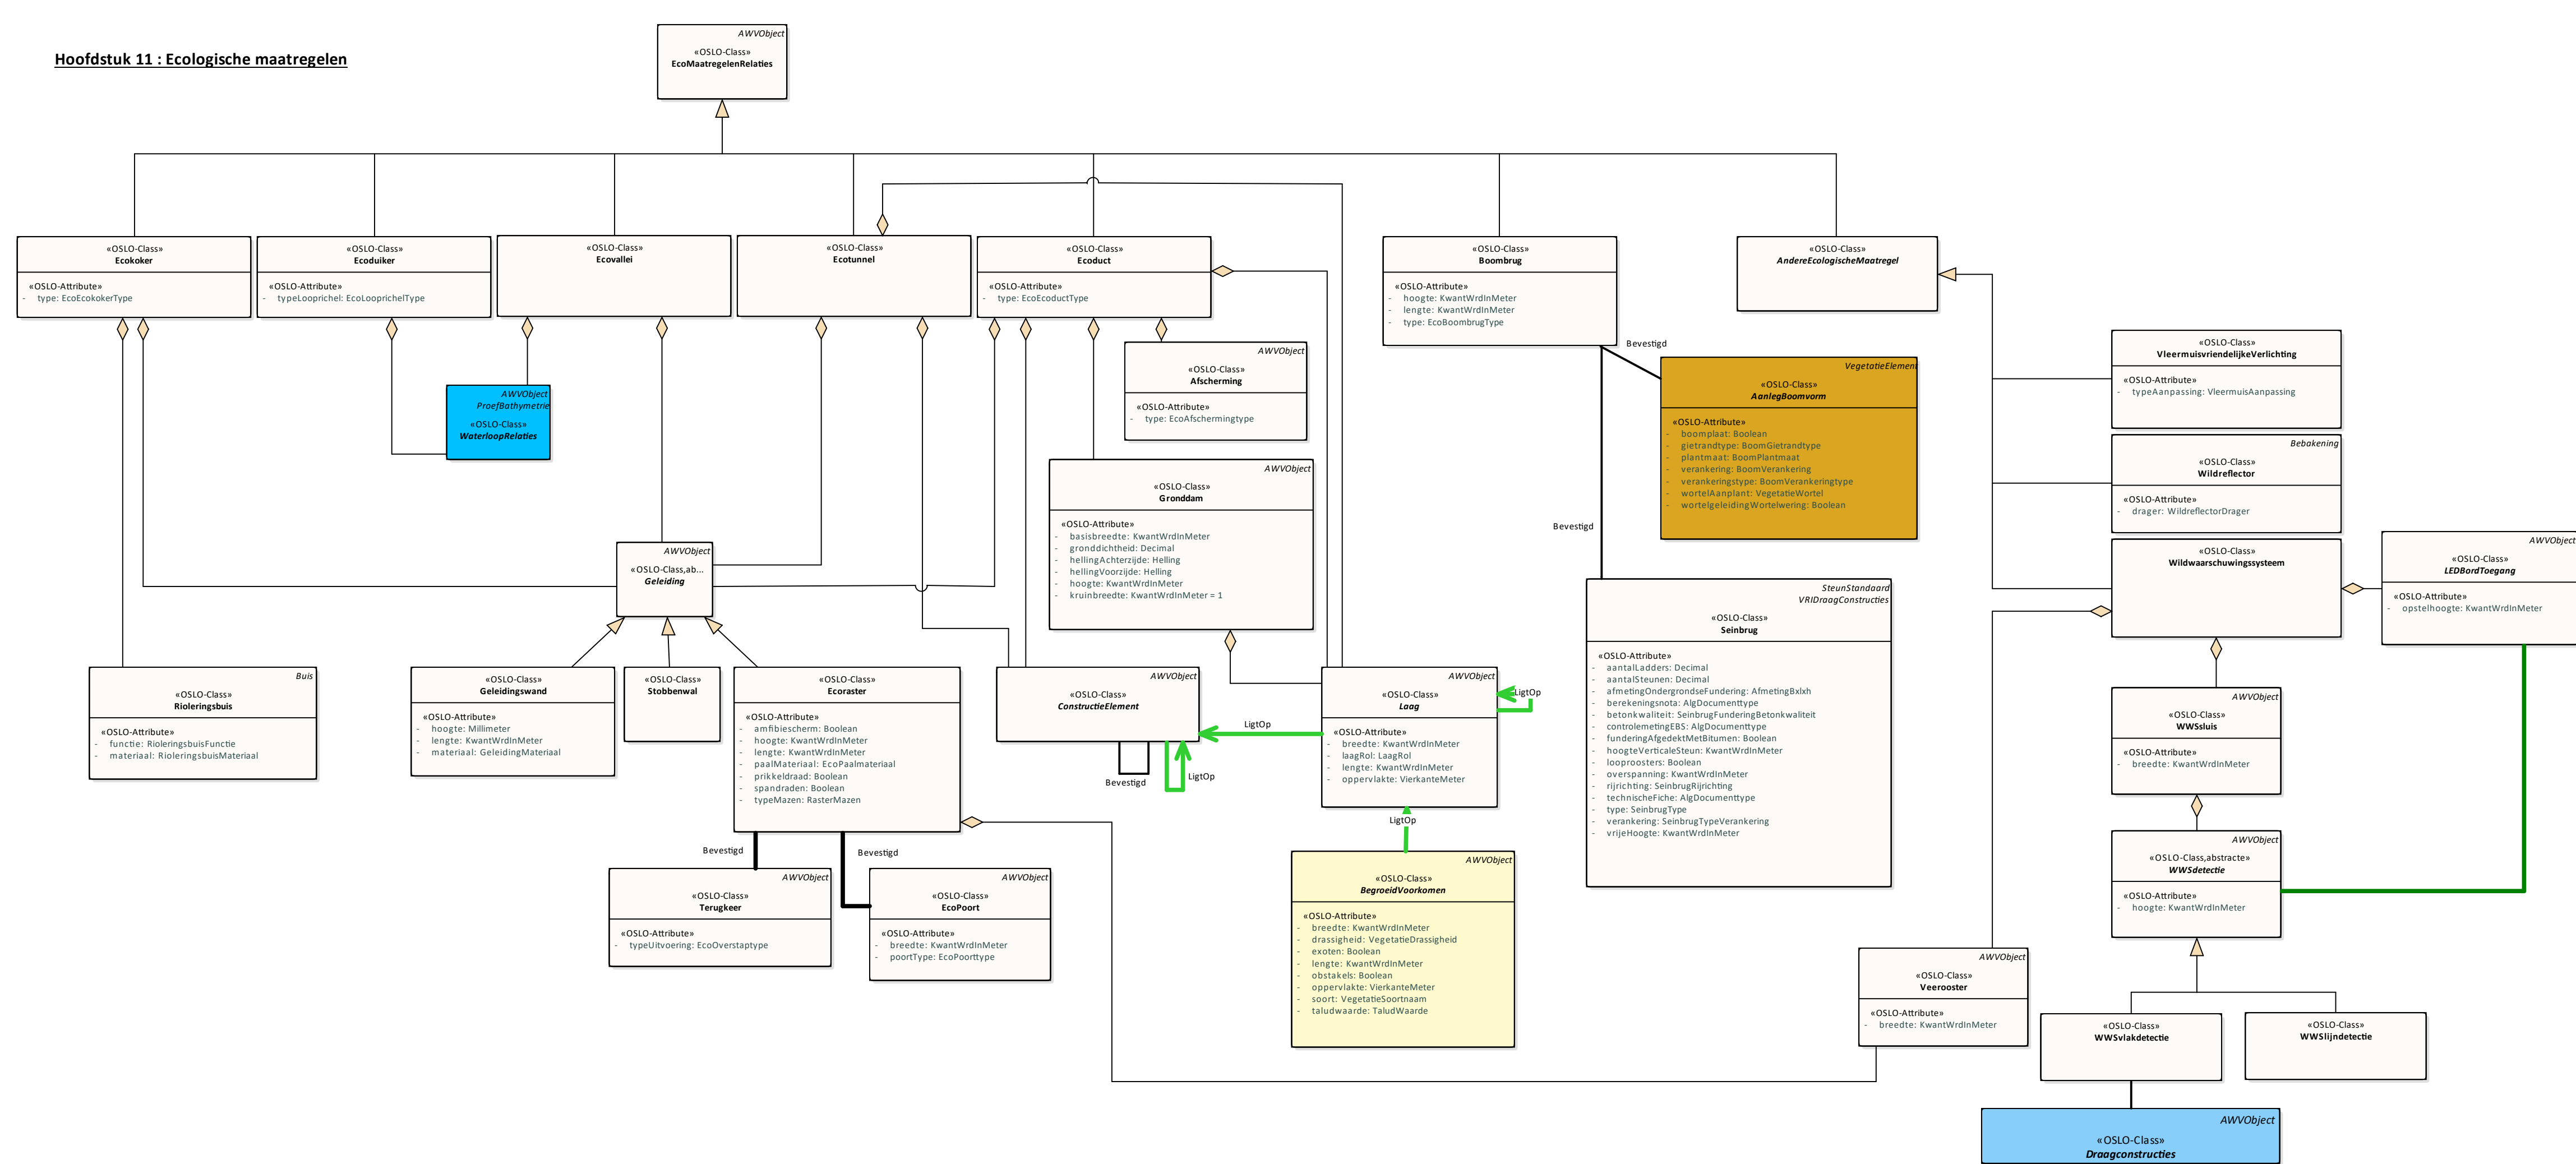 Hoofdstuk 11 : Ecologische maatregelen
AWVObject
«OSLO-Class»
EcoMaatregelenRelaties
«OSLO-Class»
Ecokoker
«OSLO-Attribute»
- type: EcoEcokokerType
«OSLO-Class»
Ecoduiker
«OSLO-Attribute»
- typeLooprichel: EcoLooprichelType
«OSLO-Class»
Ecovallei
«OSLO-Class»
Ecotunnel
«OSLO-Class»
Ecoduct
«OSLO-Attribute»
- type: EcoEcoductType
«OSLO-Class»
Boombrug
«OSLO-Attribute»
- hoogte: KwantWrdInMeter
- lengte: KwantWrdInMeter
- type: EcoBoombrugType
«OSLO-Class»
AndereEcologischeMaatregel
«OSLO-Class»
VleermuisvriendelijkeVerlichting
«OSLO-Attribute»
- typeAanpassing: VleermuisAanpassing
AWVObject
«OSLO-Class»
Afscherming
«OSLO-Attribute»
- type: EcoAfschermingtype
Bevestigd
VegetatieElement
«OSLO-Class»
AanlegBoomvorm
«OSLO-Attribute»
- boomplaat: Boolean
- gietrandtype: BoomGietrandtype
- plantmaat: BoomPlantmaat
- verankering: BoomVerankering
- verankeringstype: BoomVerankeringtype
- wortelAanplant: VegetatieWortel
- wortelgeleidingWortelwering: Boolean
AWVObject
ProefBathymetrie
«OSLO-Class»
WaterloopRelaties
Bebakening
«OSLO-Class»
Wildreflector
«OSLO-Attribute»
- drager: WildreflectorDrager
AWVObject
«OSLO-Class»
Gronddam
«OSLO-Attribute»
- basisbreedte: KwantWrdInMeter
- gronddichtheid: Decimal
- hellingAchterzijde: Helling
- hellingVoorzijde: Helling
- hoogte: KwantWrdInMeter
- kruinbreedte: KwantWrdInMeter = 1
Bevestigd
AWVObject
«OSLO-Class,ab...
Geleiding
«OSLO-Class»
Wildwaarschuwingssysteem
AWVObject
«OSLO-Class»
LEDBordToegang
«OSLO-Attribute»
- opstelhoogte: KwantWrdInMeter
SteunStandaard
VRIDraagConstructies
«OSLO-Class»
Seinbrug
«OSLO-Attribute»
- aantalLadders: Decimal
- aantalSteunen: Decimal
- afmetingOndergrondseFundering: AfmetingBxlxh
- berekeningsnota: AlgDocumenttype
- betonkwaliteit: SeinbrugFunderingBetonkwaliteit
- controlemetingEBS: AlgDocumenttype
- funderingAfgedektMetBitumen: Boolean
- hoogteVerticaleSteun: KwantWrdInMeter
- looproosters: Boolean
- overspanning: KwantWrdInMeter
- rijrichting: SeinbrugRijrichting
- technischeFiche: AlgDocumenttype
- type: SeinbrugType
- verankering: SeinbrugTypeVerankering
- vrijeHoogte: KwantWrdInMeter
Buis
«OSLO-Class»
Rioleringsbuis
«OSLO-Attribute»
- functie: RioleringsbuisFunctie
- materiaal: RioleringsbuisMateriaal
«OSLO-Class»
Geleidingswand
«OSLO-Attribute»
- hoogte: Millimeter
- lengte: KwantWrdInMeter
- materiaal: GeleidingMateriaal
«OSLO-Class»
Stobbenwal
«OSLO-Class»
Ecoraster
«OSLO-Attribute»
- amfibiescherm: Boolean
- hoogte: KwantWrdInMeter
- lengte: KwantWrdInMeter
- paalMateriaal: EcoPaalmateriaal
- prikkeldraad: Boolean
- spandraden: Boolean
- typeMazen: RasterMazen
AWVObject
«OSLO-Class»
ConstructieElement
Bevestigd
LigtOp
LigtOp
AWVObject
«OSLO-Class»
Laag
«OSLO-Attribute»
- breedte: KwantWrdInMeter
- laagRol: LaagRol
- lengte: KwantWrdInMeter
- oppervlakte: VierkanteMeter
LigtOp
LigtOp
AWVObject
«OSLO-Class»
WWSsluis
«OSLO-Attribute»
- breedte: KwantWrdInMeter
AWVObject
«OSLO-Class,abstracte»
WWSdetectie
«OSLO-Attribute»
- hoogte: KwantWrdInMeter
Bevestigd
Bevestigd
AWVObject
«OSLO-Class»
Terugkeer
«OSLO-Attribute»
- typeUitvoering: EcoOverstaptype
AWVObject
«OSLO-Class»
EcoPoort
«OSLO-Attribute»
- breedte: KwantWrdInMeter
- poortType: EcoPoorttype
AWVObject
«OSLO-Class»
BegroeidVoorkomen
«OSLO-Attribute»
- breedte: KwantWrdInMeter
- drassigheid: VegetatieDrassigheid
- exoten: Boolean
- lengte: KwantWrdInMeter
- obstakels: Boolean
- oppervlakte: VierkanteMeter
- soort: VegetatieSoortnaam
- taludwaarde: TaludWaarde
AWVObject
«OSLO-Class»
Veerooster
«OSLO-Attribute»
- breedte: KwantWrdInMeter
«OSLO-Class»
WWSvlakdetectie
«OSLO-Class»
WWSlijndetectie
AWVObject
«OSLO-Class»
Draagconstructies